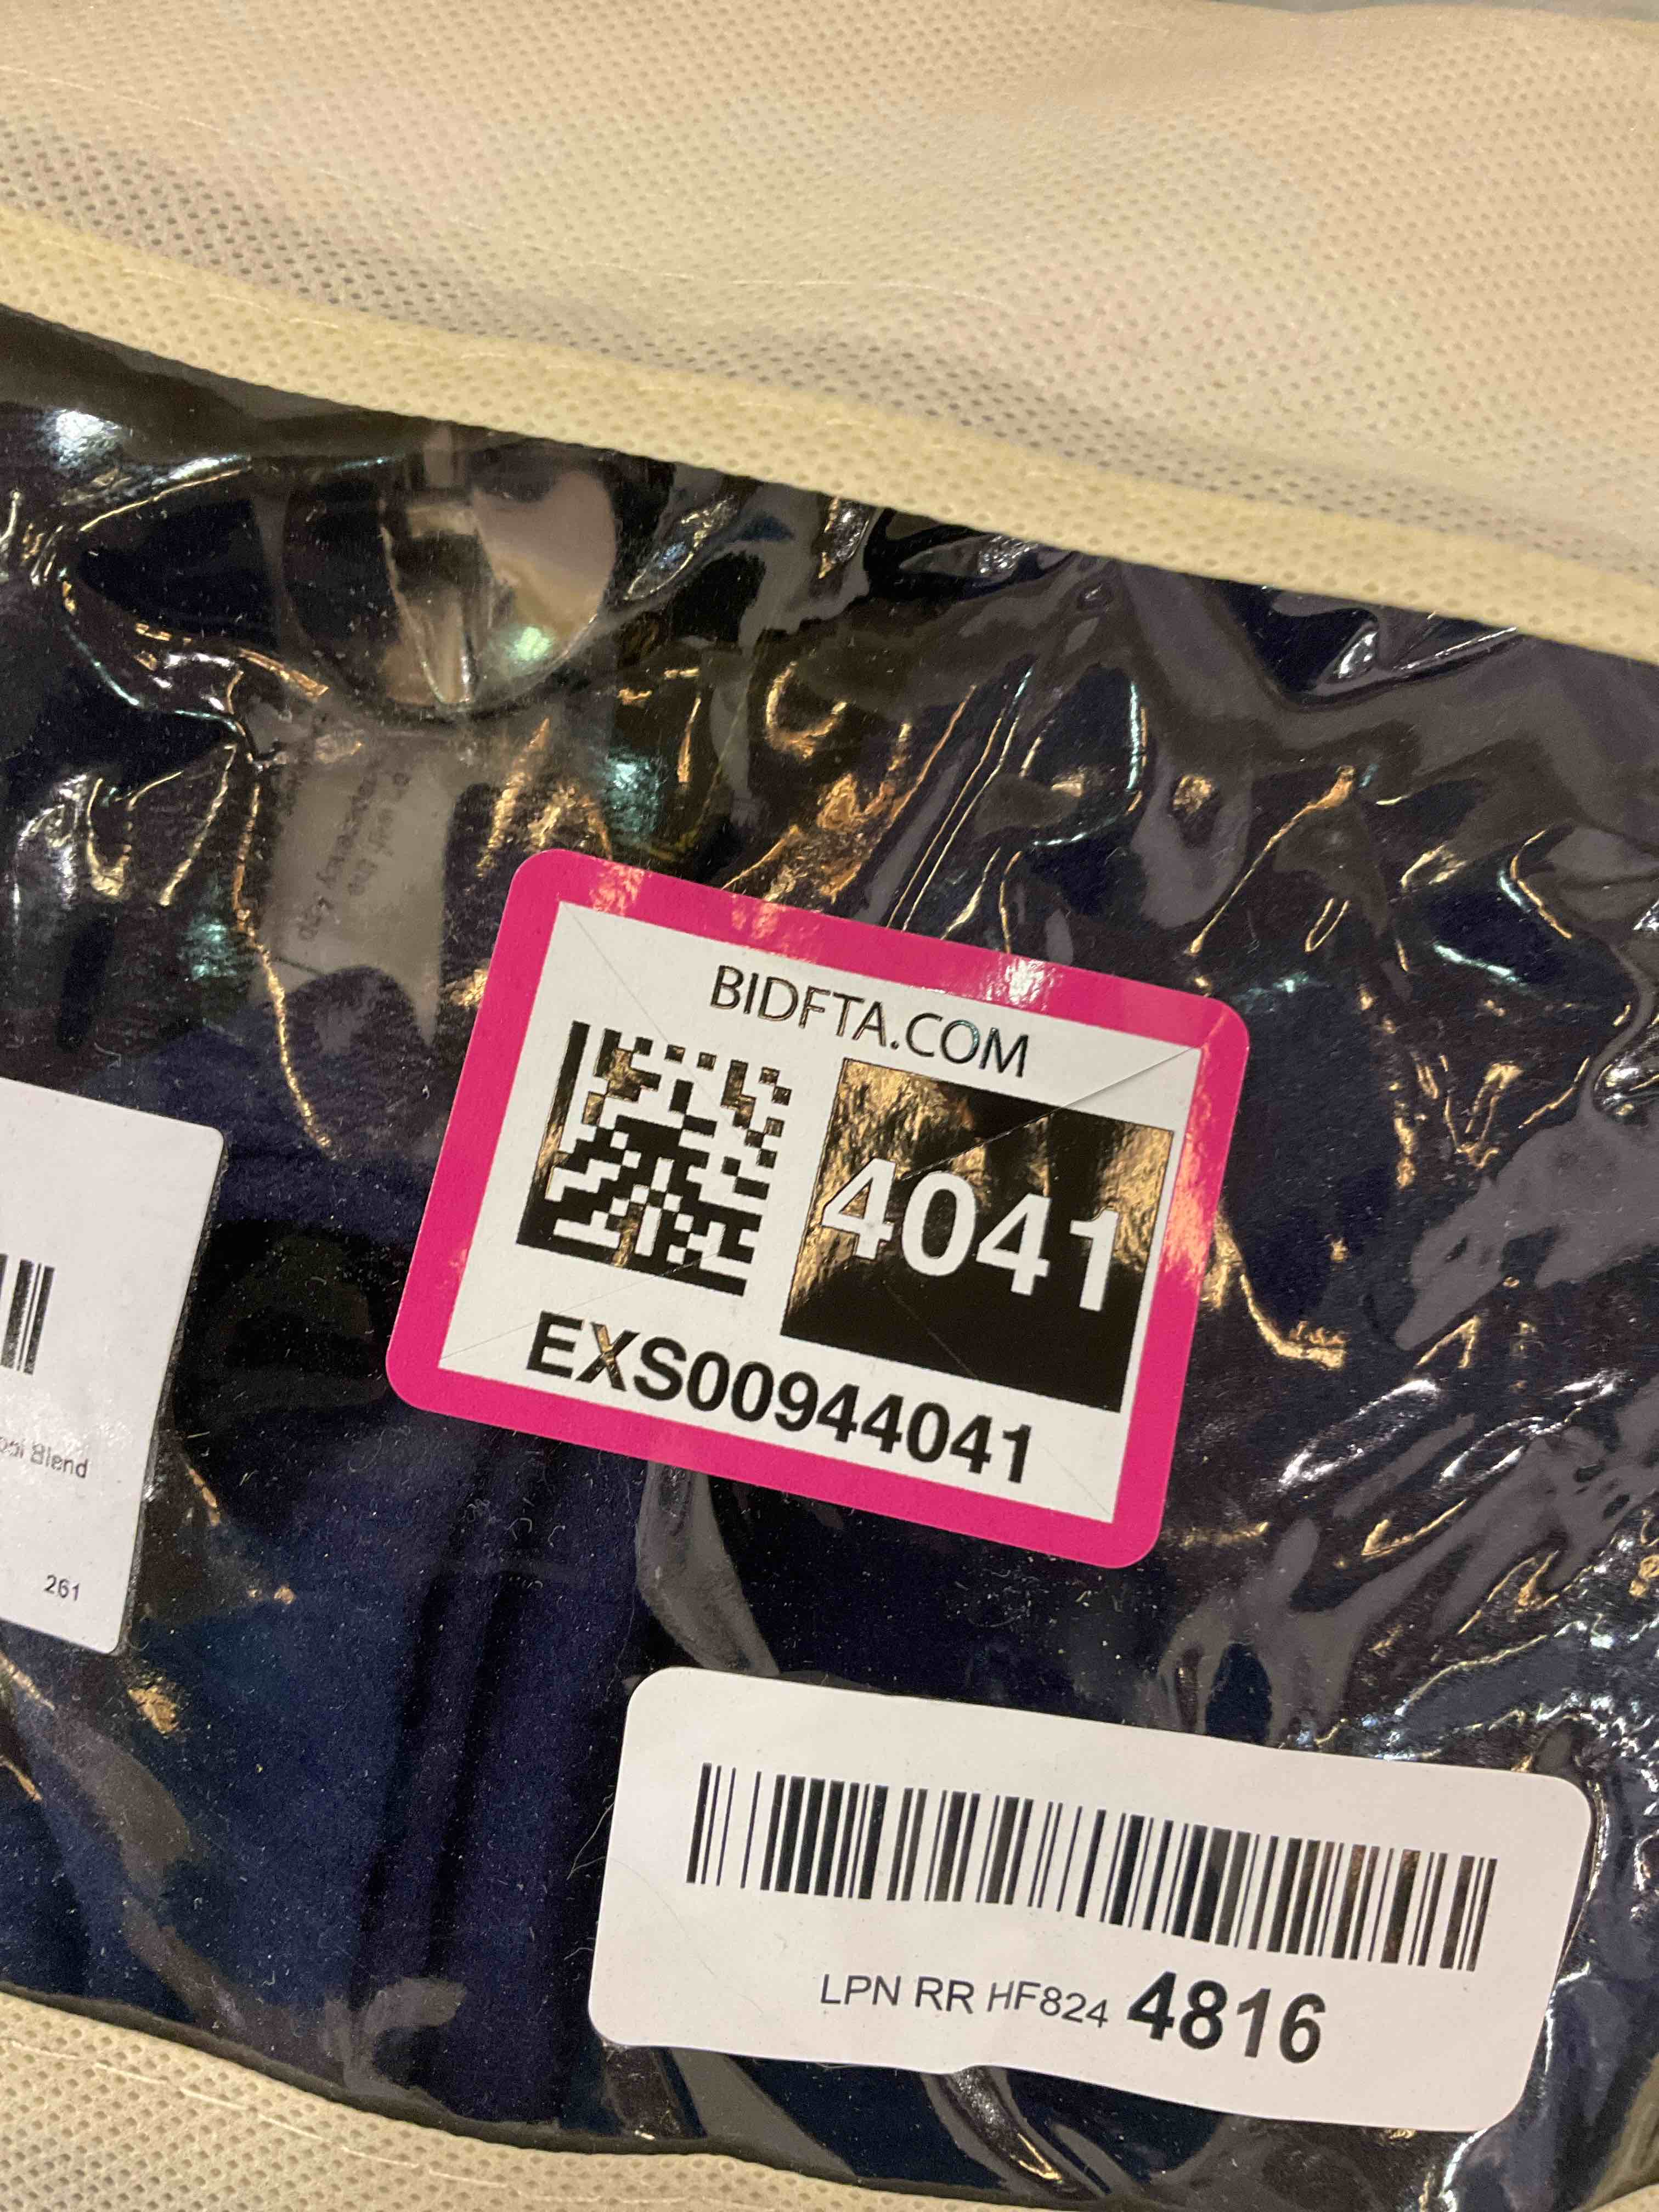 BIDFTA.COM
4041
EXS00944041
Blend
261
LPN RR HF824 4816